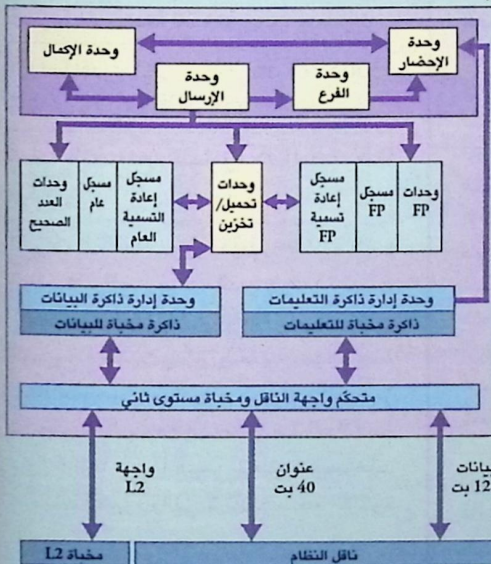 وحدة
الإحضار
وحدة الإكمال
وحدة
الفرع
وحدة
الإرسال
وحدات
FP
مسجل
FP
مسجل
إعادة
تسمية
FP
وحدات
تحميل/
تخزين
مسجل
إعادة
التسمية
العام
مسجل
عام
وحدات
العدد
الصحيح
وحدة إدارة ذاكرة التعليمات
ذاكرة مخبأة للتعليمات
وحدة إدارة ذاكرة البيانات
ذاكرة مخبأة للبيانات
متحكّم واجهة الناقل ومخبأة مستوى ثاني
عنوان
40 بت
واجهة
L2
ناقل النظام
مخبأة L2